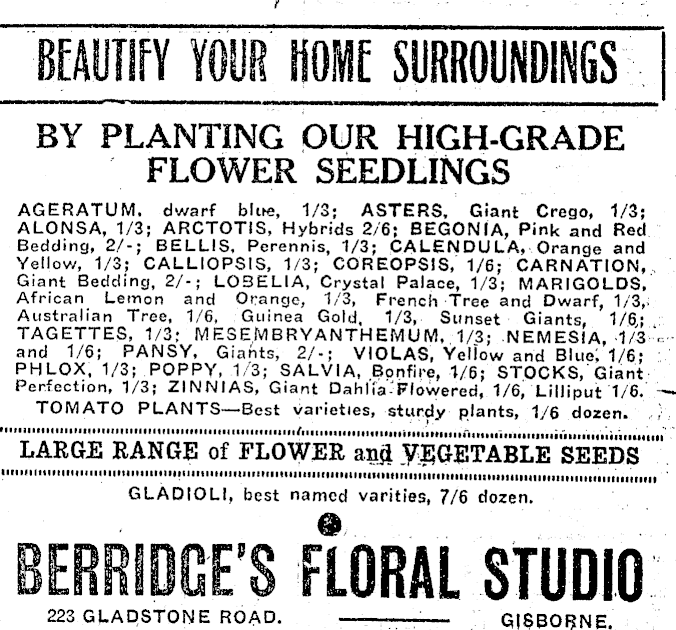 BEAUTIFY YOUR HOME SURROUNDINGS
BY PLANTING OUR HIGH-GRADE
FLOWER SEEDLINGS
AGERATUM, dwarf blue, 1/3; ASTERS, Giant Crego, 1/3;
ALONSA, 1/3; ARCTOTIS, Hybrids 2/6; BEGONIA, Pink and Red
Bedding, 2/-; BELLIS, Perennis, 1/3; CALENDULA, Orange and
Yellow, 1/3; CALLIOPSIS, 1/3; COREOPSIS, 1/6; CARNATION,
Giant Bedding, 2/-; LOBELIA, Crystal Palace, 1/3; MARIGOLDS,
African Lemon and Orange, 1/3, French Tree and Dwarf, 1/3,
Australian Tree, 1/6, Guinea Gold, 1/3, Sunset Giants, 1/6;
TAGETTES, 1/3; MESEMBRYANTHEMUM, 1/3; NEMESIA, 1/3
and 1/6; PANSY, Giants, 2/-; VIOLAS, Yellow and Blue, 1/6;
PHLOX, 1/3; POPPY, 1/3; SALVIA, Bonfire, 1/6; STOCKS, Giant
Perfection, 1/3; ZINNIAS, Giant Dahlia-Flowered, 1/6, Lilliput 1/6.
TOMATO PLANTS—Best varieties, sturdy plants, 1/6 dozen.
LARGE RANGE of FLOWER and VEGETABLE SEEDS
GLADIOLI, best named varities, 7/6 dozen.
BERRIDGE'S FLORAL STUDIO
223 GLADSTONE ROAD. GISBORNE.